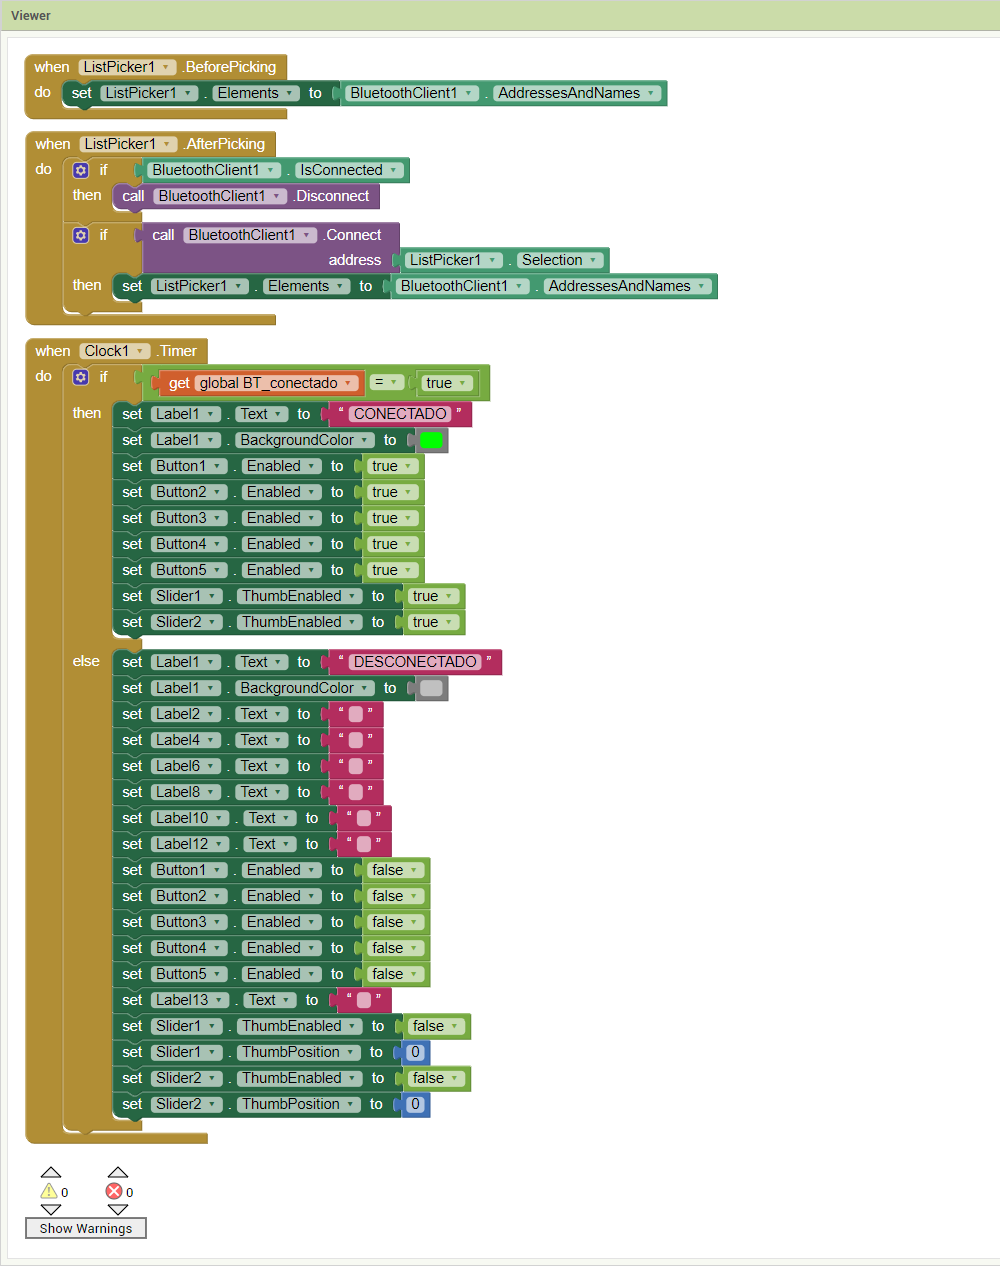 Viewer
when ListPicker1 .BeforePicking
do set ListPicker1 . Elements to BluetoothClient1 . AddressesAndNames
when ListPicker1 .AfterPicking
do if BluetoothClient1 . IsConnected
then call BluetoothClient1 .Disconnect
if call BluetoothClient1 .Connect
address ListPicker1 . Selection
then set ListPicker1 . Elements to BluetoothClient1 . AddressesAndNames
when Clock1 .Timer
do if get global BT_conectado = true
then set Label1 . Text to " CONECTADO "
set Label1 . BackgroundColor to
set Button1 . Enabled to true
set Button2 . Enabled to true
set Button3 . Enabled to true
set Button4 . Enabled to true
set Button5 . Enabled to true
set Slider1 . ThumbEnabled to true
set Slider2 . ThumbEnabled to true
else set Label1 . Text to " DESCONECTADO "
set Label1 . BackgroundColor to
set Label2 . Text to " "
set Label4 . Text to " "
set Label6 . Text to " "
set Label8 . Text to " "
set Label10 . Text to " "
set Label12 . Text to " "
set Button1 . Enabled to false
set Button2 . Enabled to false
set Button3 . Enabled to false
set Button4 . Enabled to false
set Button5 . Enabled to false
set Label13 . Text to " "
set Slider1 . ThumbEnabled to false
set Slider1 . ThumbPosition to 0
set Slider2 . ThumbEnabled to false
set Slider2 . ThumbPosition to 0
0 0
Show Warnings